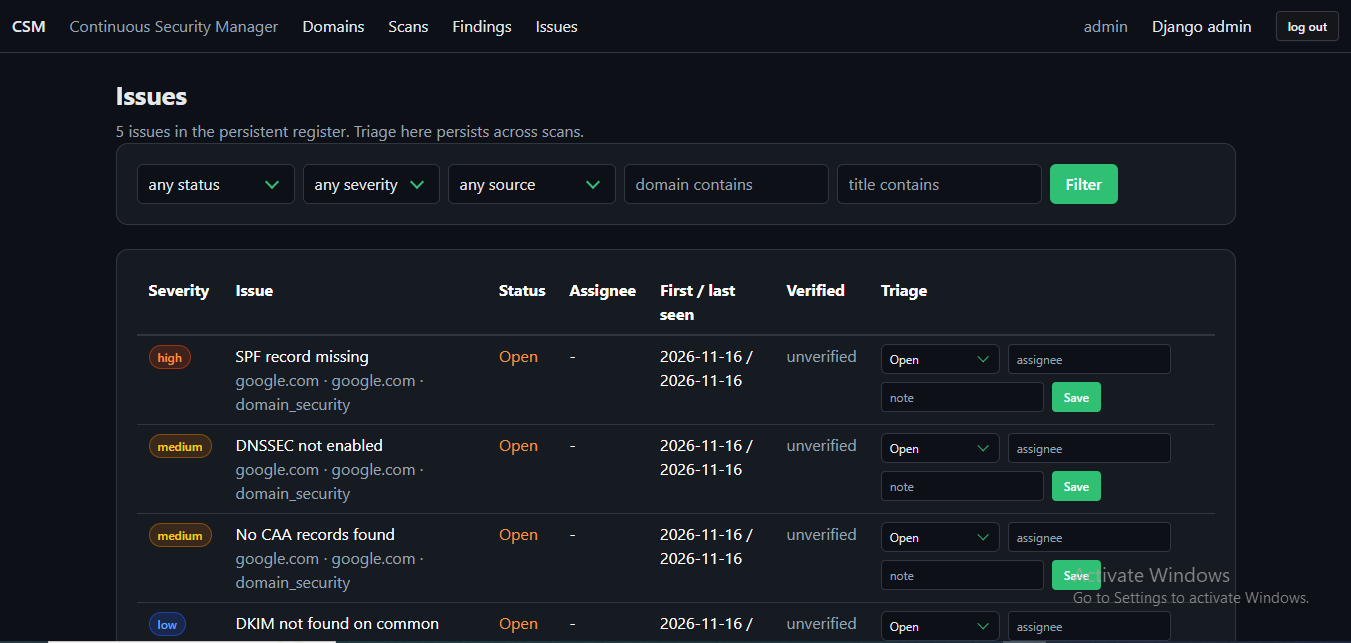 CSM Continuous Security Manager Domains Scans Findings Issues admin Django admin log out
Issues
5 issues in the persistent register. Triage here persists across scans.
any status any severity any source domain contains title contains Filter
Severity Issue Status Assignee First / last seen Verified Triage
high SPF record missing Open - 2026-11-16 / unverified Open assignee
google.com · google.com · 2026-11-16
domain_security note Save
medium DNSSEC not enabled Open - 2026-11-16 / unverified Open assignee
google.com · google.com · 2026-11-16
domain_security note Save
medium No CAA records found Open - 2026-11-16 / unverified Open assignee
google.com · google.com · 2026-11-16
domain_security note Save
Activate Windows
Go to Settings to activate Windows.
low DKIM not found on common Open - 2026-11-16 / unverified Open assignee